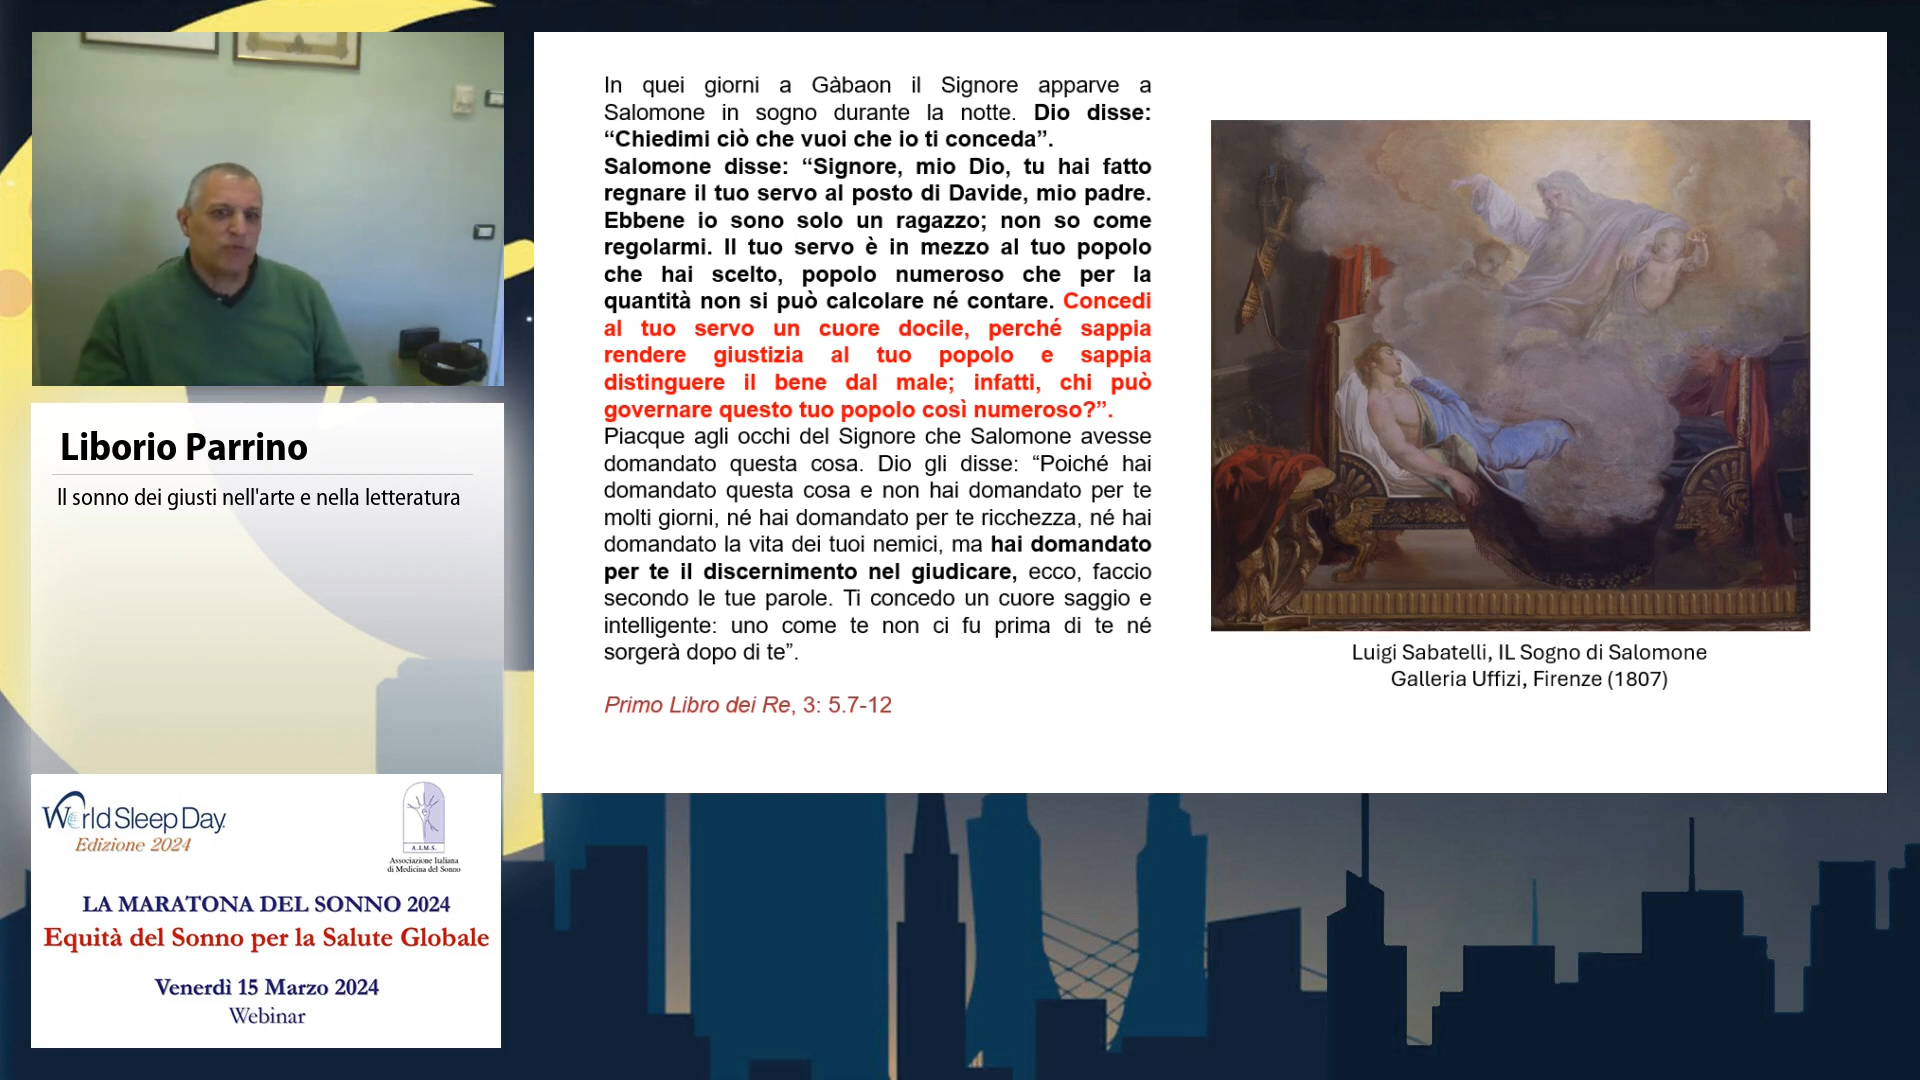 In quei giorni a Gàbaon il Signore apparve a
Salomone in sogno durante la notte. Dio disse:
“Chiedimi ciò che vuoi che io ti conceda”.
Salomone disse: “Signore, mio Dio, tu hai fatto
regnare il tuo servo al posto di Davide, mio padre.
Ebbene io sono solo un ragazzo; non so come
regolarmi. Il tuo servo è in mezzo al tuo popolo
che hai scelto, popolo numeroso che per la
quantità non si può calcolare né contare. Concedi
al tuo servo un cuore docile, perché sappia
rendere giustizia al tuo popolo e sappia
distinguere il bene dal male; infatti, chi può
governare questo tuo popolo così numeroso?”.
Piacque agli occhi del Signore che Salomone avesse
domandato questa cosa. Dio gli disse: “Poiché hai
domandato questa cosa e non hai domandato per te
molti giorni, né hai domandato per te ricchezza, né hai
domandato la vita dei tuoi nemici, ma hai domandato
per te il discernimento nel giudicare, ecco, faccio
secondo le tue parole. Ti concedo un cuore saggio e
intelligente: uno come te non ci fu prima di te né
sorgerà dopo di te”.
Primo Libro dei Re, 3: 5.7-12
Luigi Sabatelli, IL Sogno di Salomone
Galleria Uffizi, Firenze (1807)
Liborio Parrino
Il sonno dei giusti nell'arte e nella letteratura
World Sleep Day
Edizione 2024
A.I.M.S.
Associazione Italiana
di Medicina del Sonno
LA MARATONA DEL SONNO 2024
Equità del Sonno per la Salute Globale
Venerdì 15 Marzo 2024
Webinar